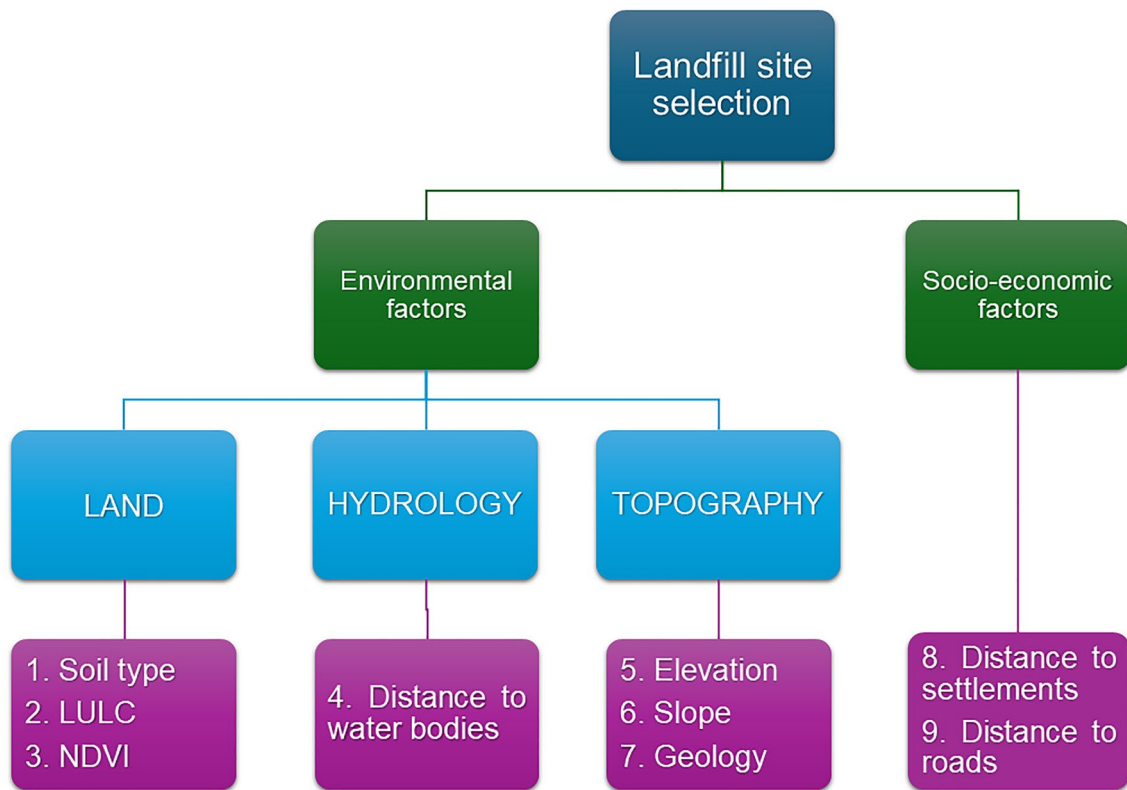 Landfill site
selection
Environmental
factors
Socio-economic
factors
LAND
HYDROLOGY
TOPOGRAPHY
1. Soil type
2. LULC
3. NDVI
4. Distance to
water bodies
5. Elevation
6. Slope
7. Geology
8. Distance to
settlements
9. Distance to
roads